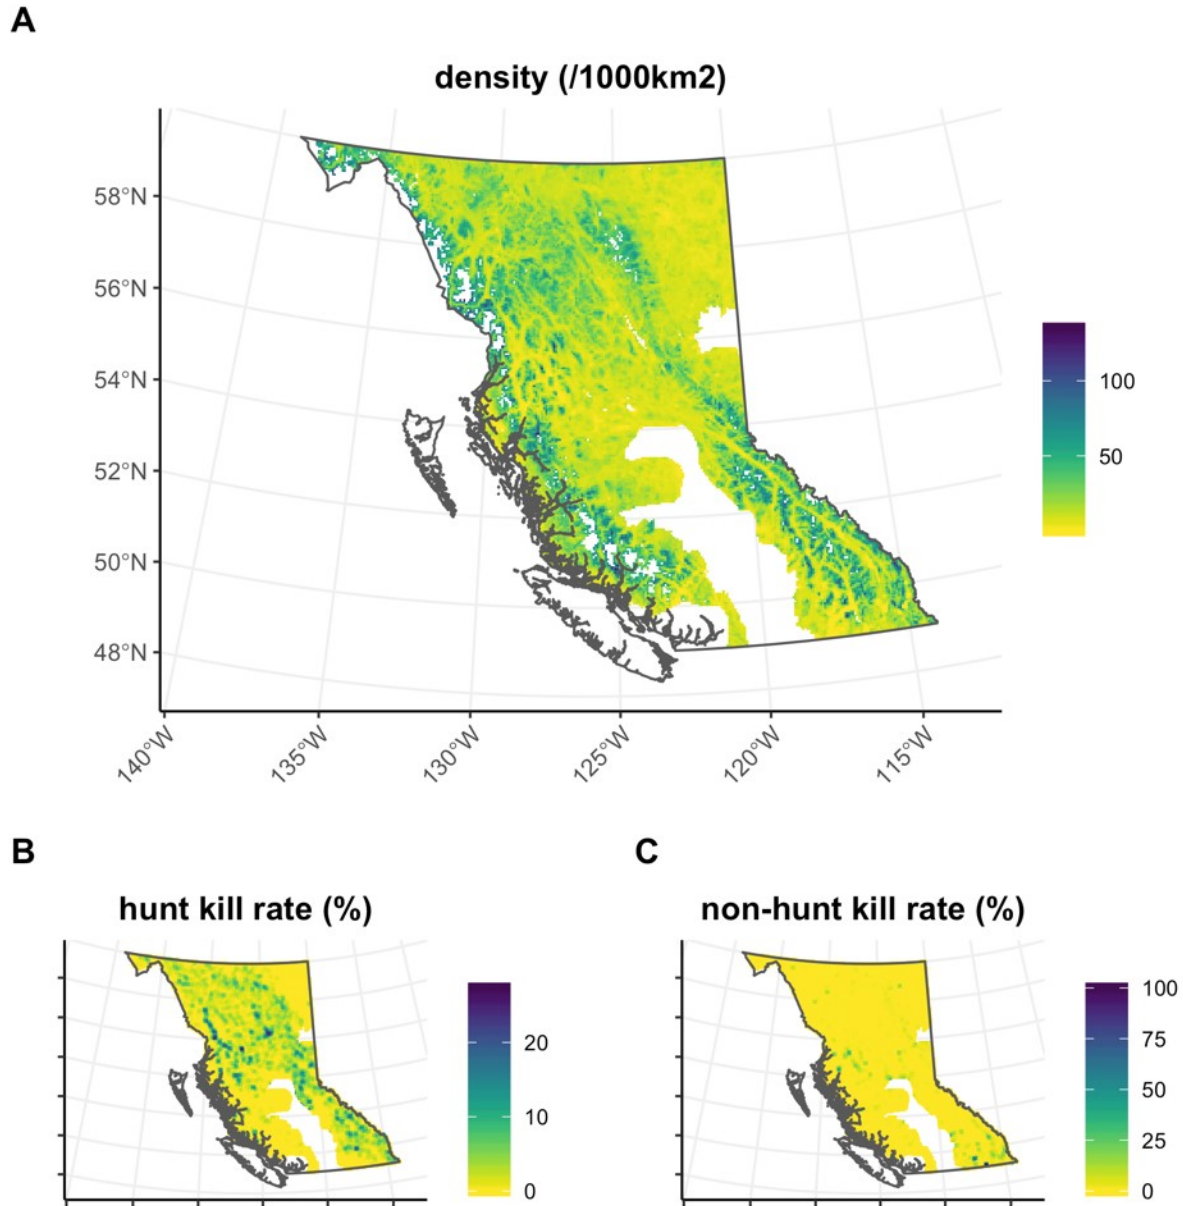 A
density (/1000km2)
58°N
56°N
54°N
52°N
50°N
48°N
100
50
140°W
135°W
130°W
125°W
120°W
115°W
B
hunt kill rate (%)
20
10
0
C
non-hunt kill rate (%)
100
75
50
25
0